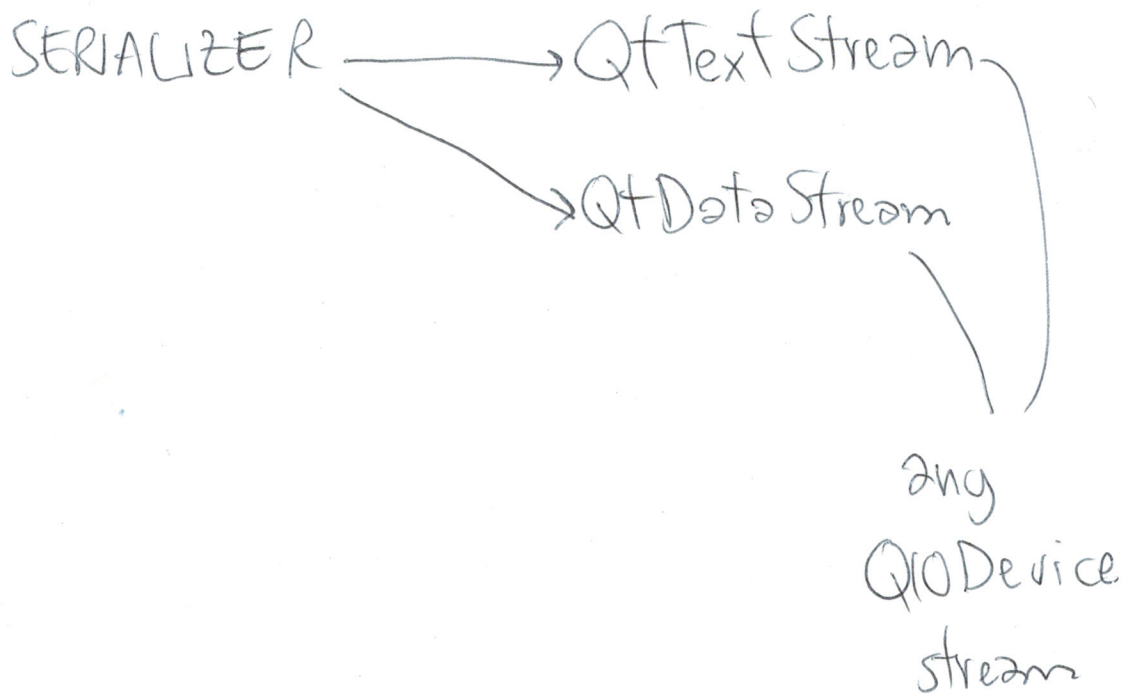 SERIALIZER
QtTextStream
QtDataStream
any
QIODevice
stream